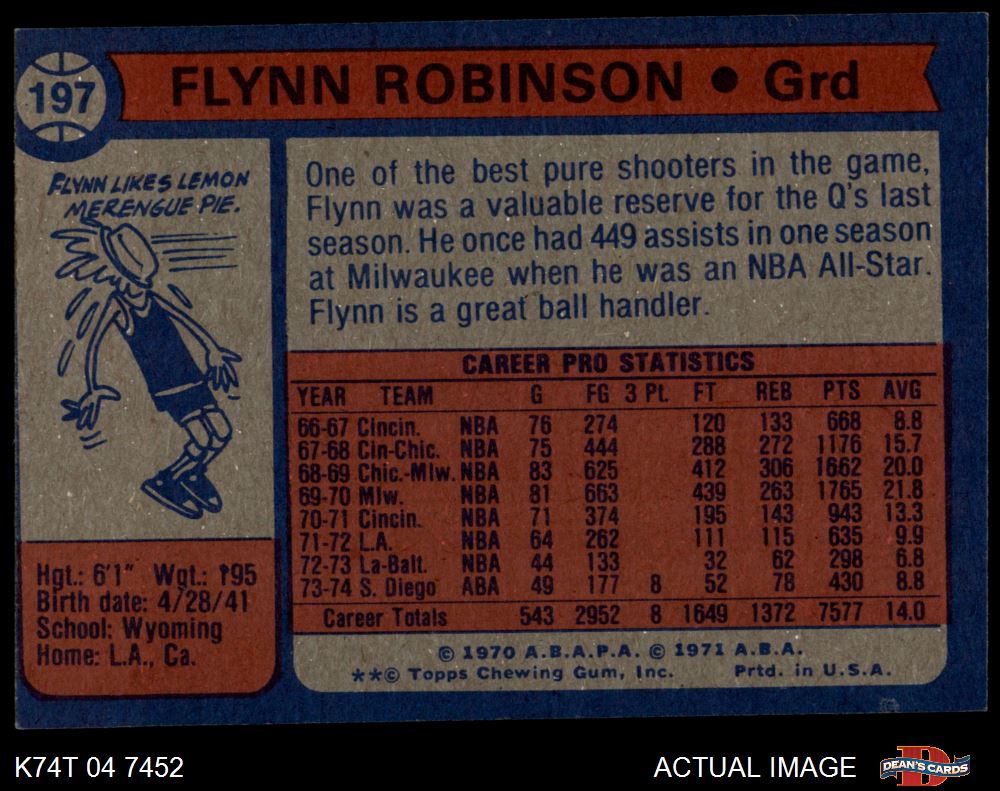 197
FLYNN ROBINSON • Grd
FLYNN LIKES LEMON
MERENGUE PIE.
One of the best pure shooters in the game,
Flynn was a valuable reserve for the Q's last
season. He once had 449 assists in one season
at Milwaukee when he was an NBA All-Star.
Flynn is a great ball handler.
CAREER PRO STATISTICS
YEAR TEAM G FG 3 Pt. FT REB PTS AVG
66-67 Cincin. NBA 76 274 120 133 668 8.8
67-68 Cin-Chic. NBA 75 444 288 272 1176 15.7
68-69 Chic.-Mlw. NBA 83 625 412 306 1662 20.0
69-70 Mlw. NBA 81 663 439 263 1765 21.8
70-71 Cincin. NBA 71 374 195 143 943 13.3
71-72 L.A. NBA 64 262 111 115 635 9.9
72-73 La-Balt. NBA 44 133 32 62 298 6.8
73-74 S. Diego ABA 49 177 8 52 78 430 8.8
Career Totals 543 2952 8 1649 1372 7577 14.0
Hgt.: 6'1" Wgt.: 195
Birth date: 4/28/41
School: Wyoming
Home: L.A., Ca.
© 1970 A.B.A.P.A. © 1971 A.B.A.
**© Topps Chewing Gum, Inc. Prtd. in U.S.A.
K74T 04 7452
ACTUAL IMAGE
D
DEAN'S CARDS